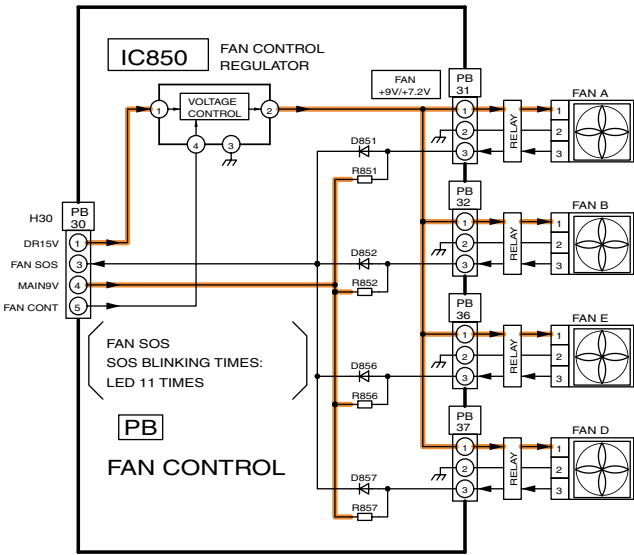 IC850
FAN CONTROL
REGULATOR
FAN
+9V/+7.2V
PB
31
FAN A
1
VOLTAGE
CONTROL
2
4
3
1
2
3
RELAY
1
2
3
D851
R851
PB
32
FAN B
1
2
3
RELAY
1
2
3
D852
R852
H30
PB
30
DR15V
1
FAN SOS
3
MAIN9V
4
FAN CONT
5
PB
36
FAN E
1
2
3
RELAY
1
2
3
D856
R856
FAN SOS
SOS BLINKING TIMES:
LED 11 TIMES
PB
FAN CONTROL
PB
37
FAN D
1
2
3
RELAY
1
2
3
D857
R857